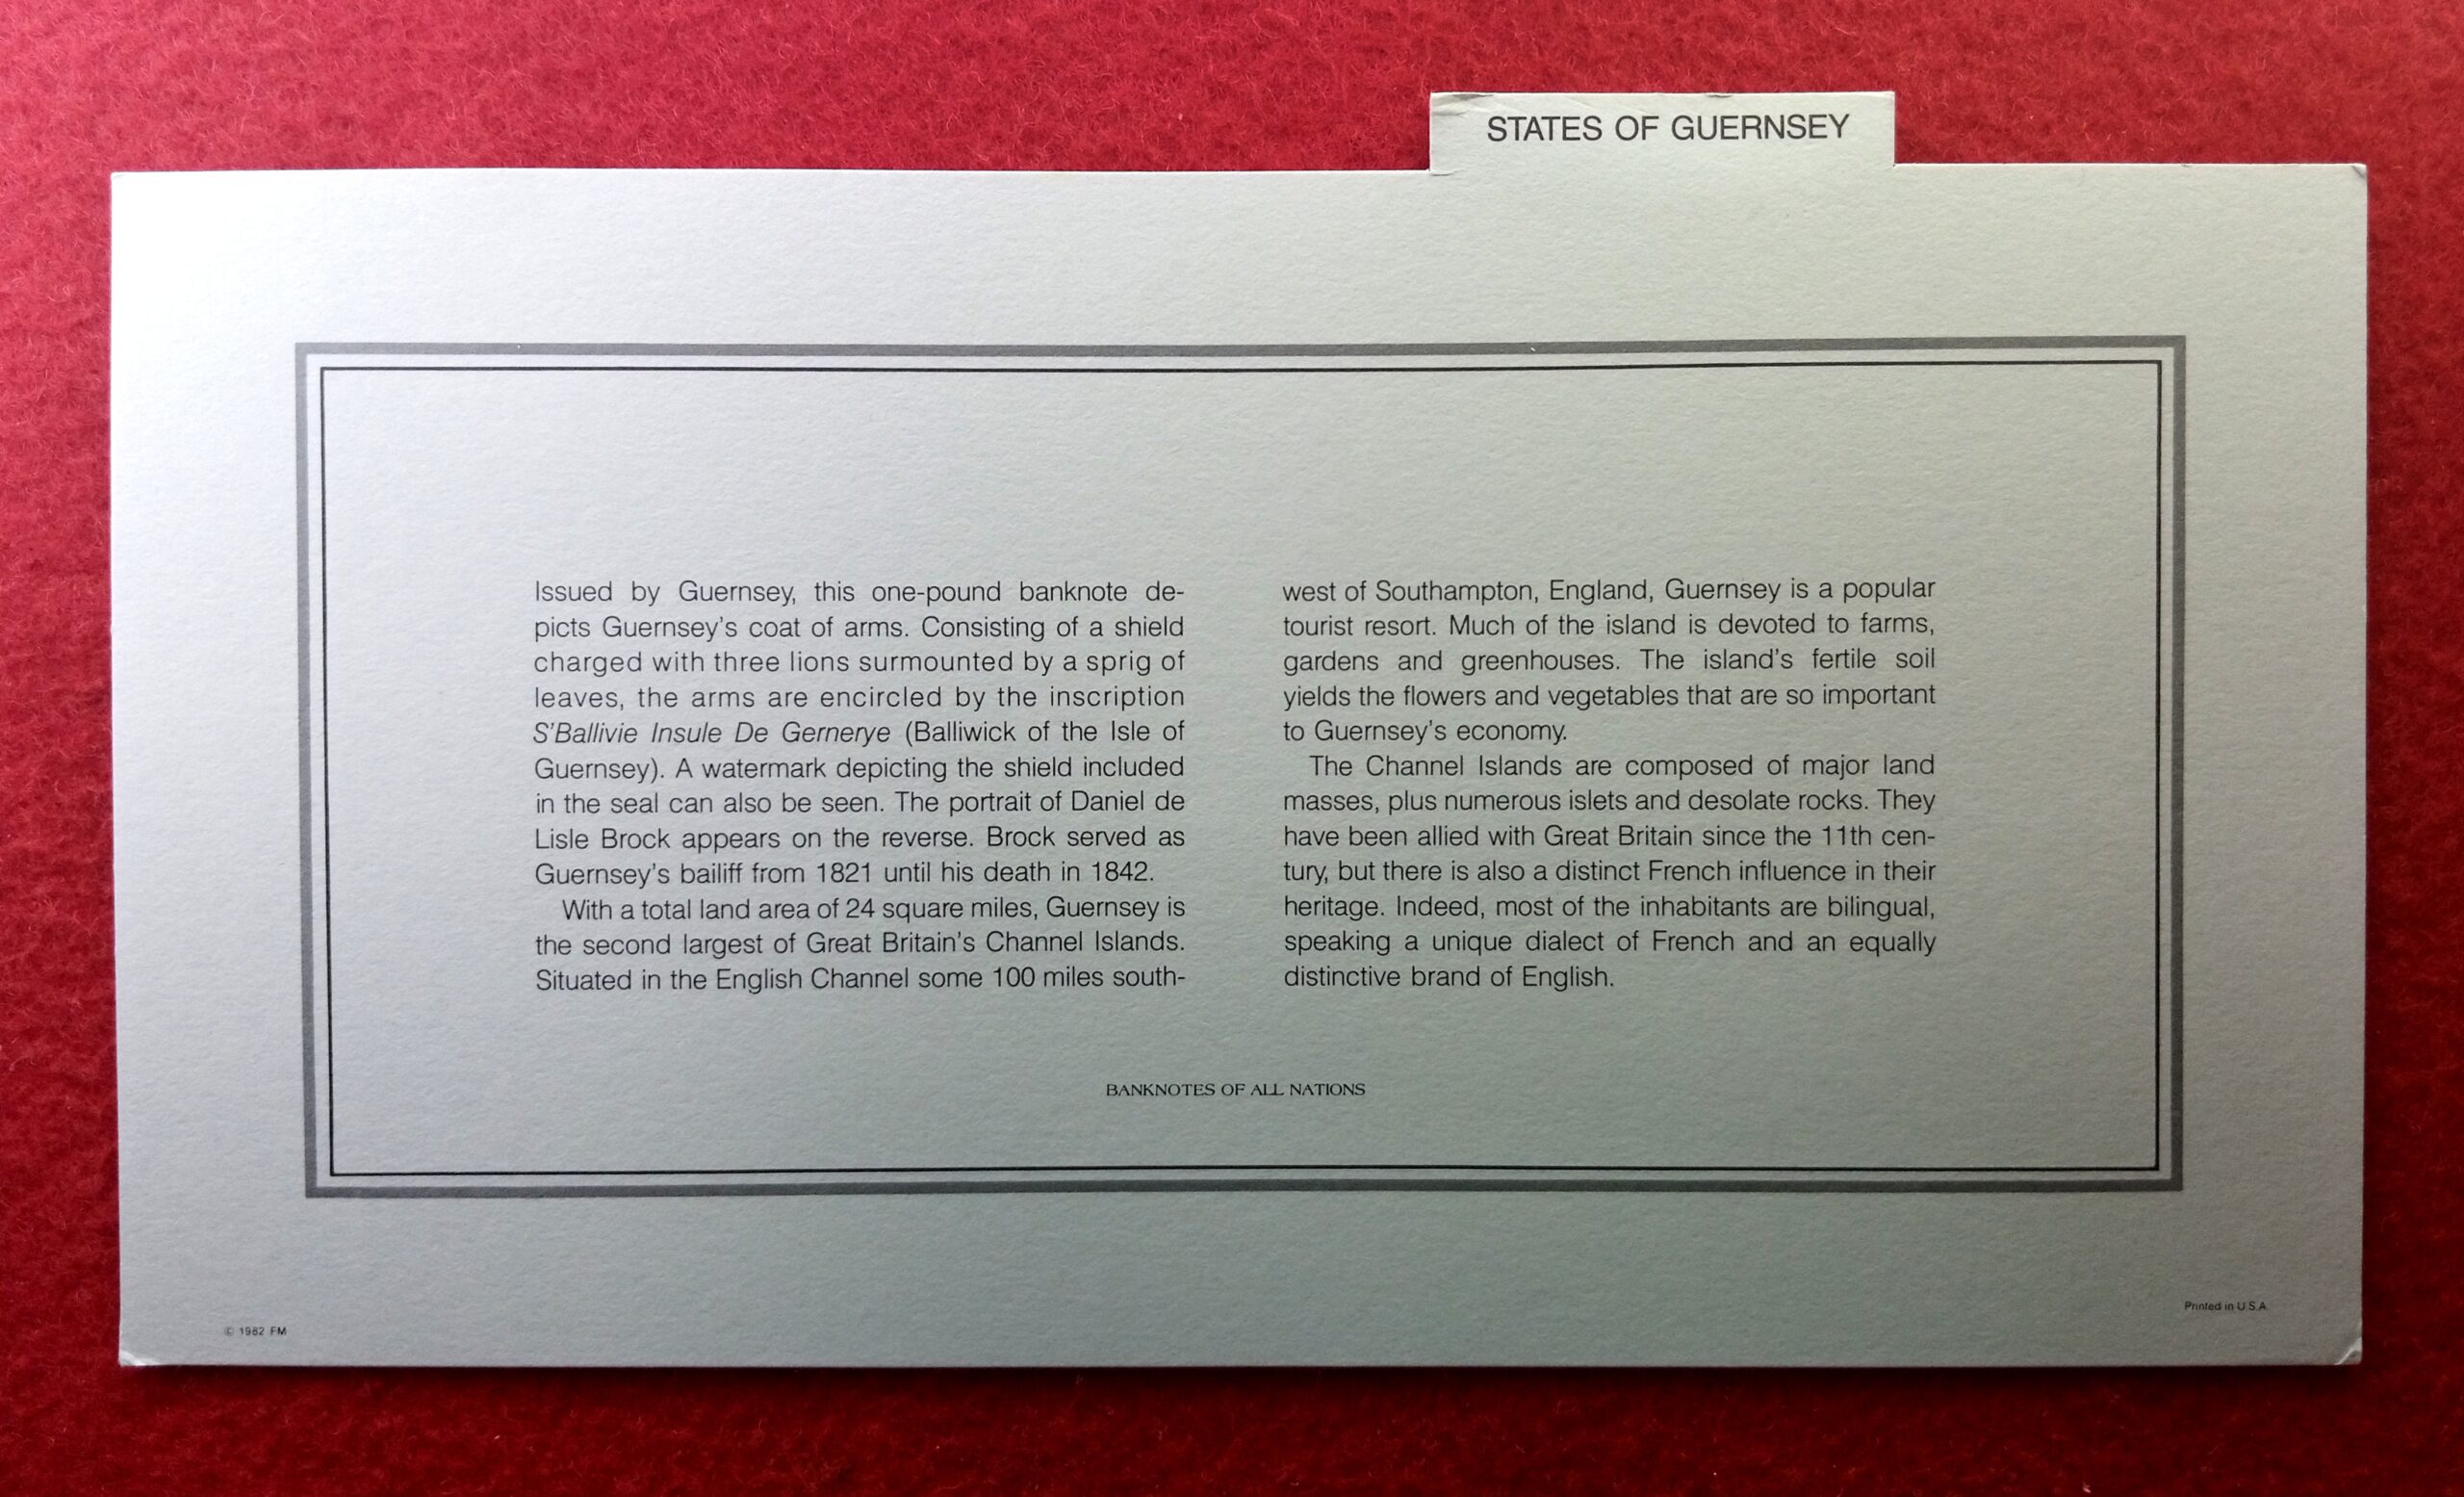 STATES OF GUERNSEY
Issued by Guernsey, this one-pound banknote de-
picts Guernsey's coat of arms. Consisting of a shield
charged with three lions surmounted by a sprig of
leaves, the arms are encircled by the inscription
S'Ballivie Insule De Gernerye (Balliwick of the Isle of
Guernsey). A watermark depicting the shield included
in the seal can also be seen. The portrait of Daniel de
Lisle Brock appears on the reverse. Brock served as
Guernsey's bailiff from 1821 until his death in 1842.
With a total land area of 24 square miles, Guernsey is
the second largest of Great Britain's Channel Islands.
Situated in the English Channel some 100 miles south-
west of Southampton, England, Guernsey is a popular
tourist resort. Much of the island is devoted to farms,
gardens and greenhouses. The island's fertile soil
yields the flowers and vegetables that are so important
to Guernsey's economy.
The Channel Islands are composed of major land
masses, plus numerous islets and desolate rocks. They
have been allied with Great Britain since the 11th cen-
tury, but there is also a distinct French influence in their
heritage. Indeed, most of the inhabitants are bilingual,
speaking a unique dialect of French and an equally
distinctive brand of English.
BANKNOTES OF ALL NATIONS
© 1982 FM
Printed in U.S.A.